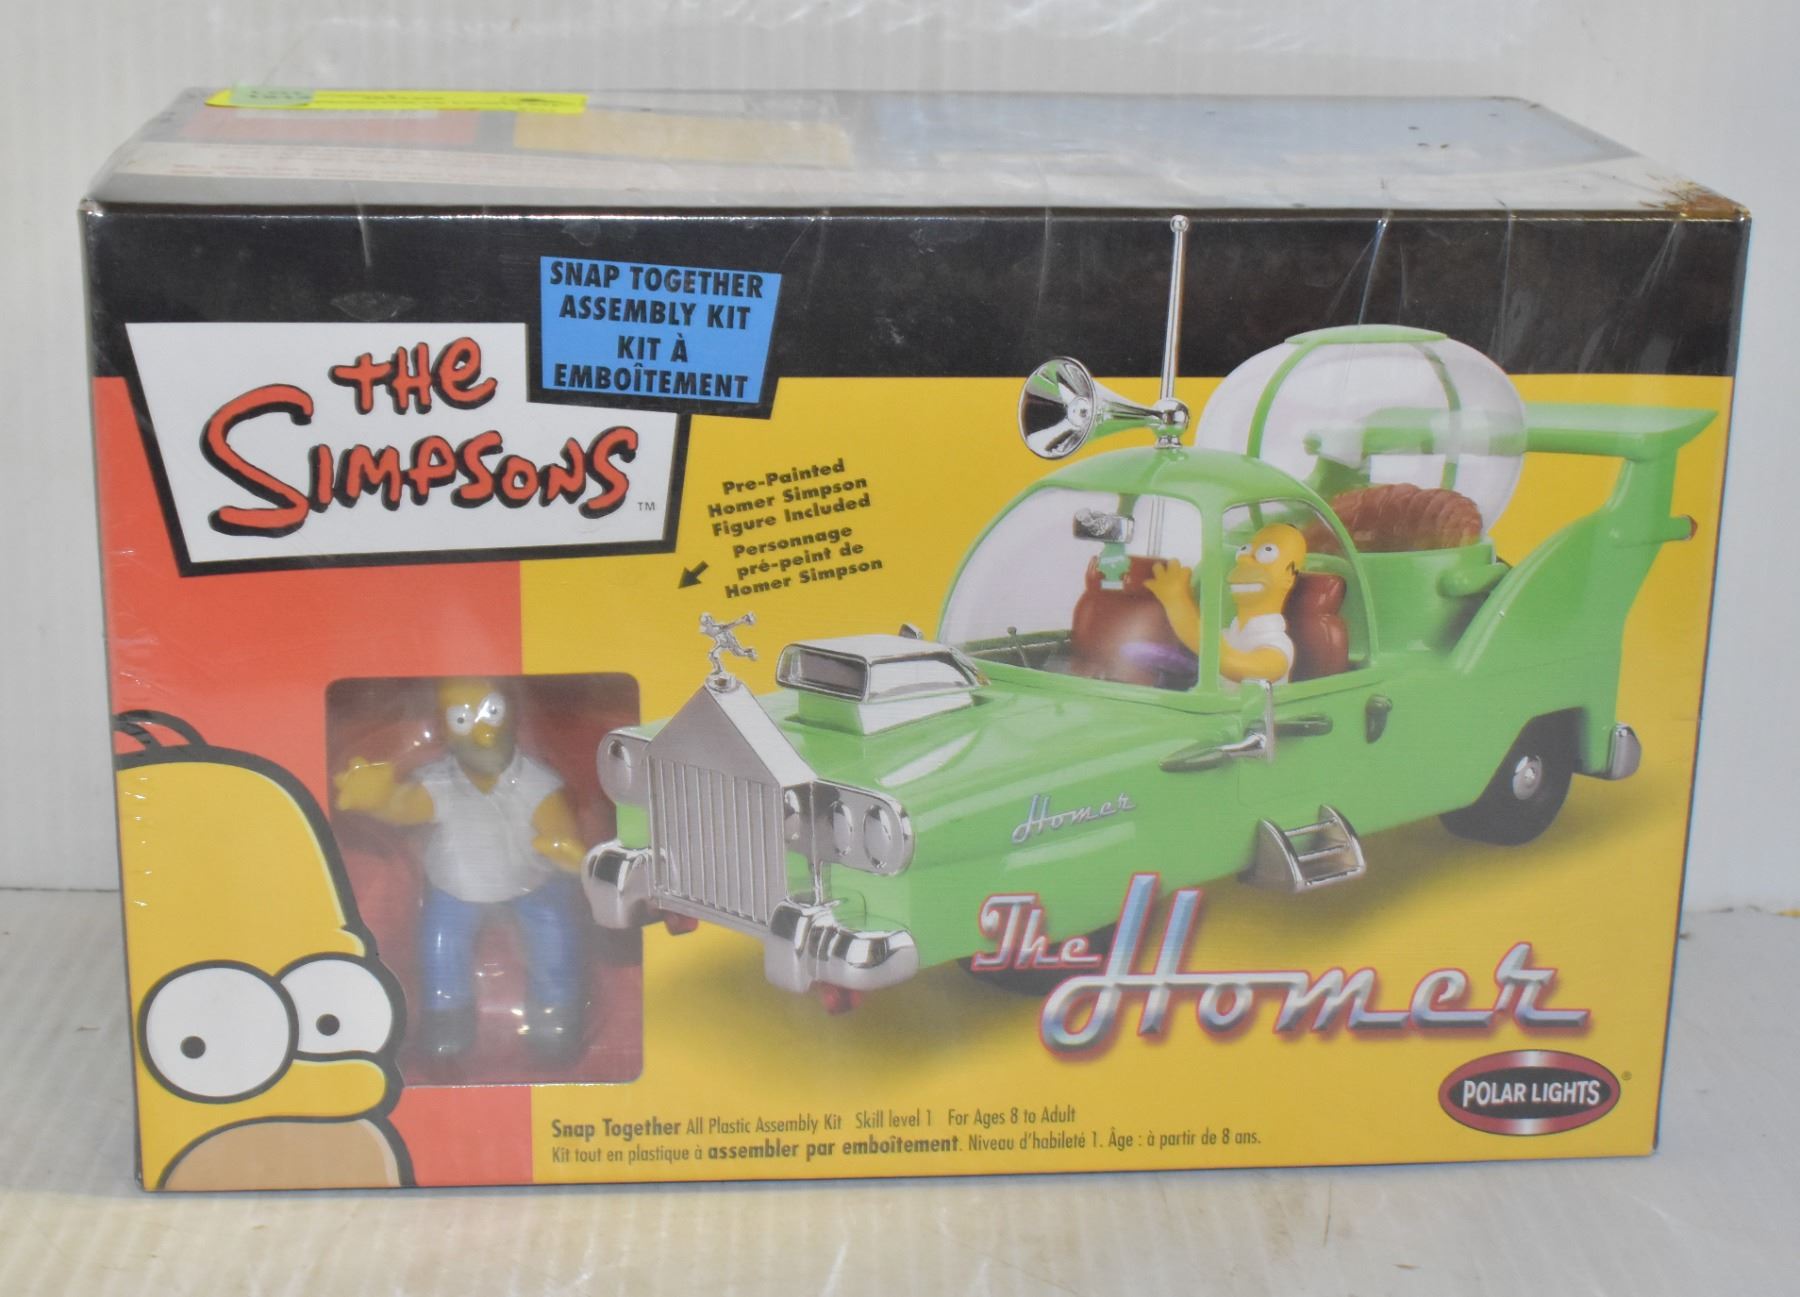 SNAP TOGETHER
ASSEMBLY KIT
KIT À
EMBOÎTEMENT
THE
SIMPSONS
TM
Pre-Painted
Homer Simpson
Figure Included
Personnage
pré-peint de
Homer Simpson
Homer
The
Homer
POLAR LIGHTS
®
Snap Together All Plastic Assembly Kit Skill level 1 For Ages 8 to Adult
Kit tout en plastique à assembler par emboîtement. Niveau d'habileté 1. Âge : à partir de 8 ans.